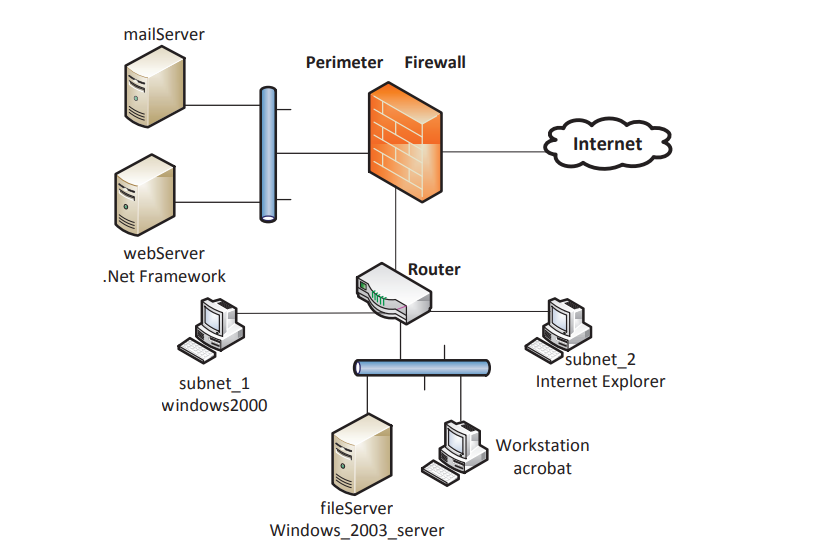 mailServer
Perimeter Firewall
Internet
webServer
.Net Framework
Router
subnet_1
windows2000
subnet_2
Internet Explorer
Workstation
acrobat
fileServer
Windows_2003_server